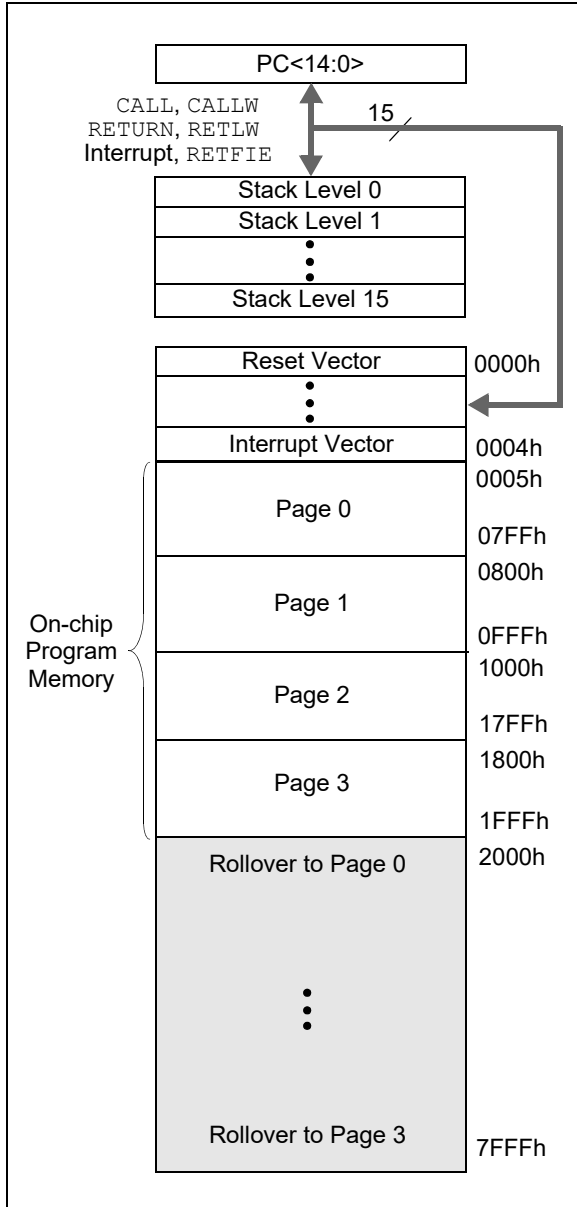 PC<14:0>
CALL, CALLW
RETURN, RETLW
Interrupt, RETFIE
15
Stack Level 0
Stack Level 1
Stack Level 15
Reset Vector
0000h
Interrupt Vector
0004h
0005h
Page 0
07FFh
0800h
Page 1
On-chip
Program
Memory
0FFFh
1000h
Page 2
17FFh
1800h
Page 3
1FFFh
Rollover to Page 0
2000h
Rollover to Page 3
7FFFh